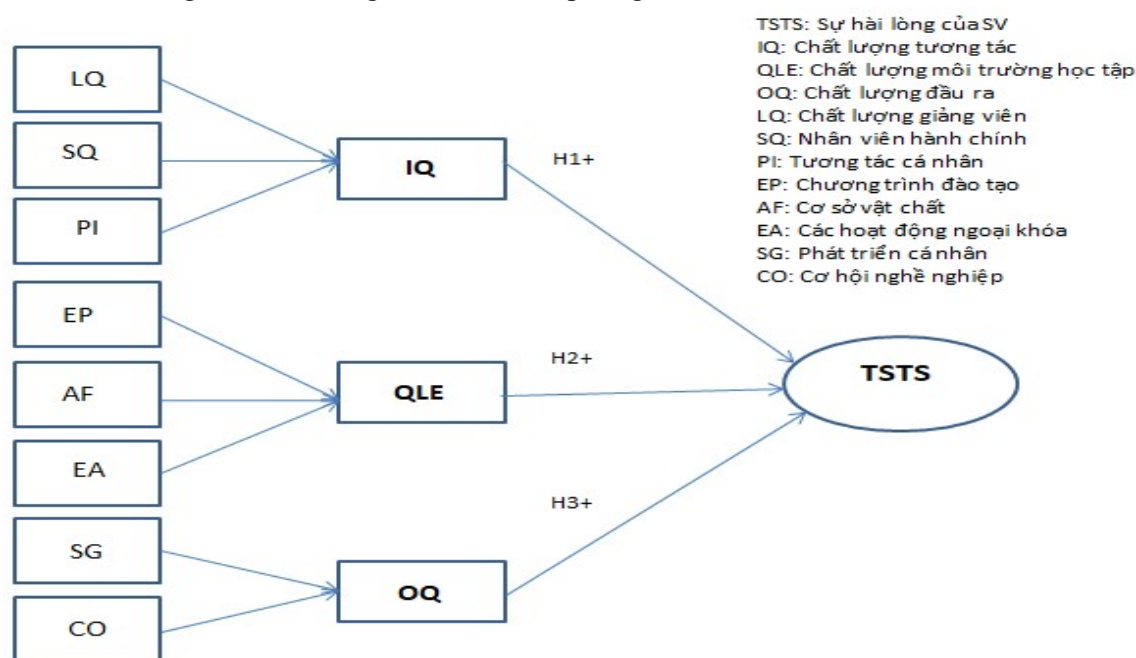 TSTS: Sự hài lòng của SV
IQ: Chất lượng tương tác
QLE: Chất lượng môi trường học tập
OQ: Chất lượng đầu ra
LQ: Chất lượng giảng viên
SQ: Nhân viên hành chính
PI: Tương tác cá nhân
EP: Chương trình đào tạo
AF: Cơ sở vật chất
EA: Các hoạt động ngoại khóa
SG: Phát triển cá nhân
CO: Cơ hội nghề nghiệp
LQ
SQ
PI
EP
AF
EA
SG
CO
IQ
QLE
OQ
H1+
H2+
H3+
TSTS